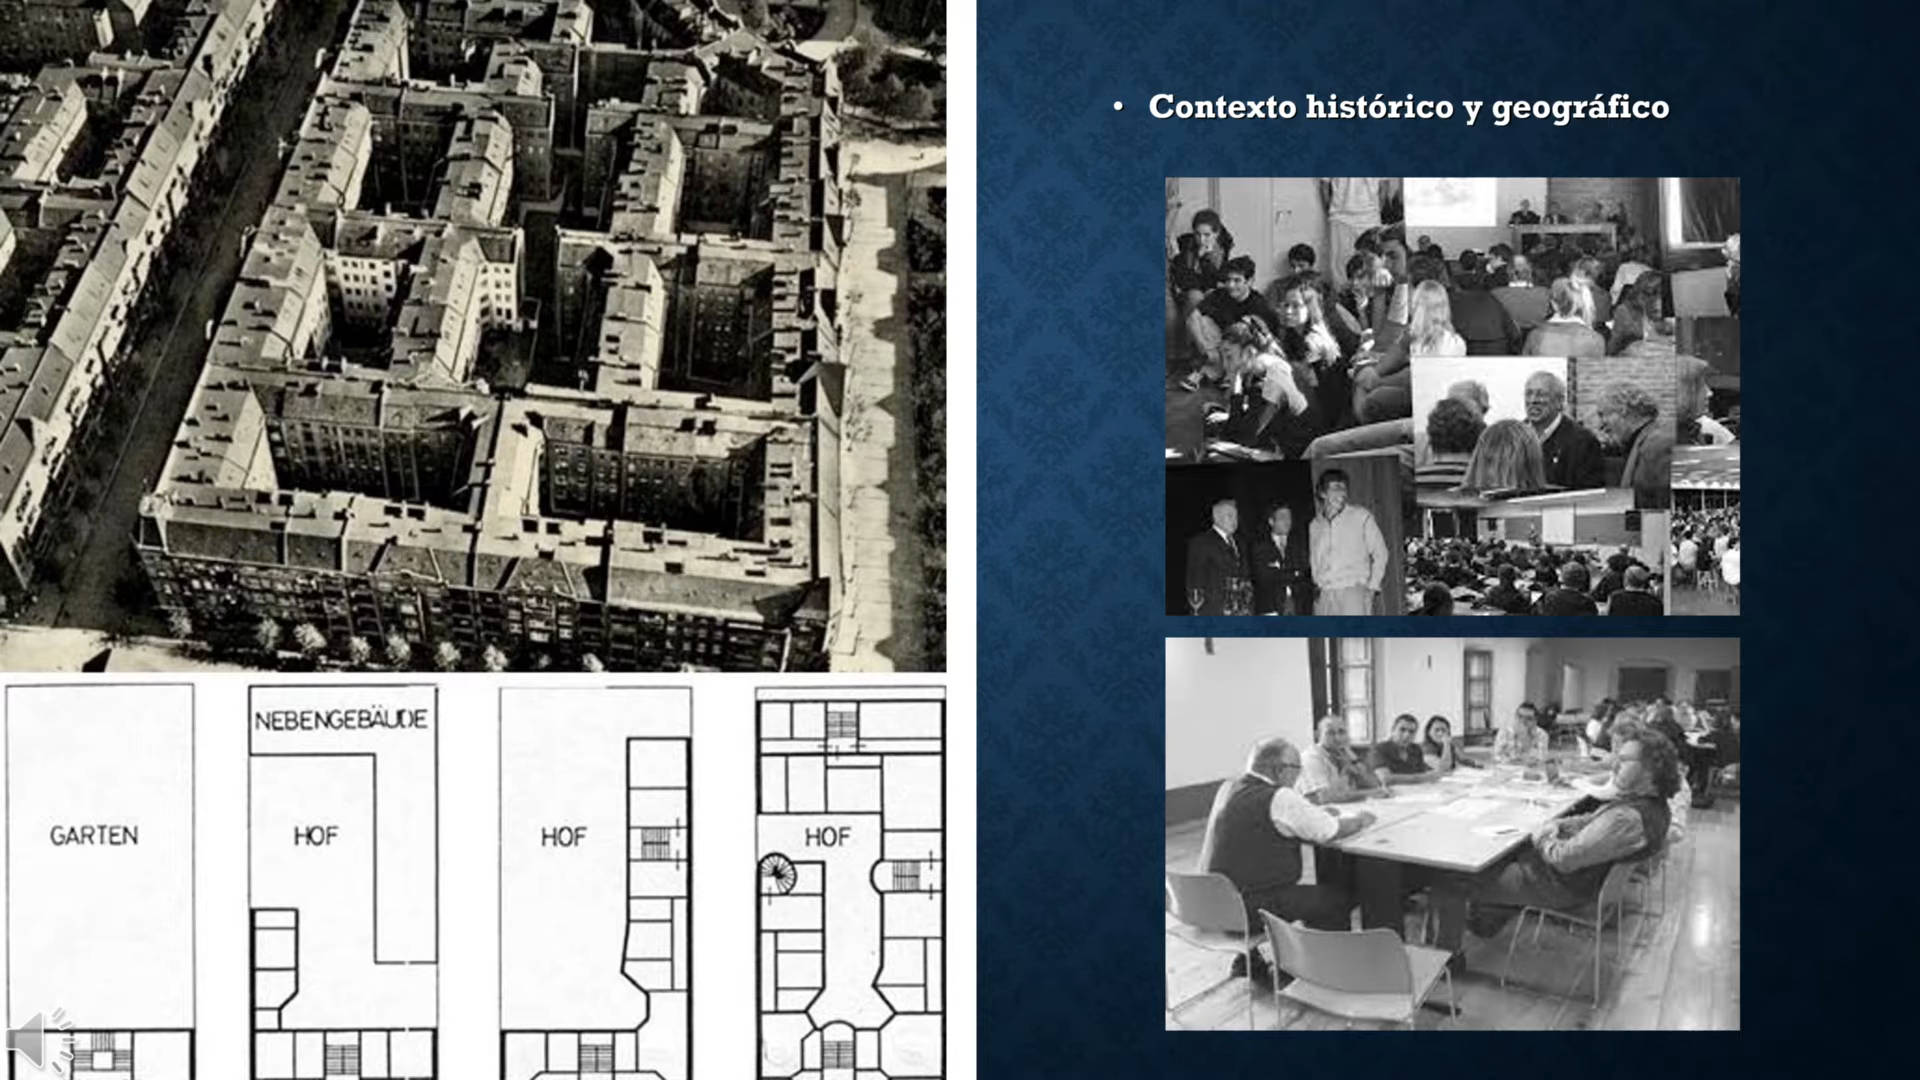 • Contexto histórico y geográfico
NEBENGEBÄUDE
GARTEN
HOF
HOF
HOF